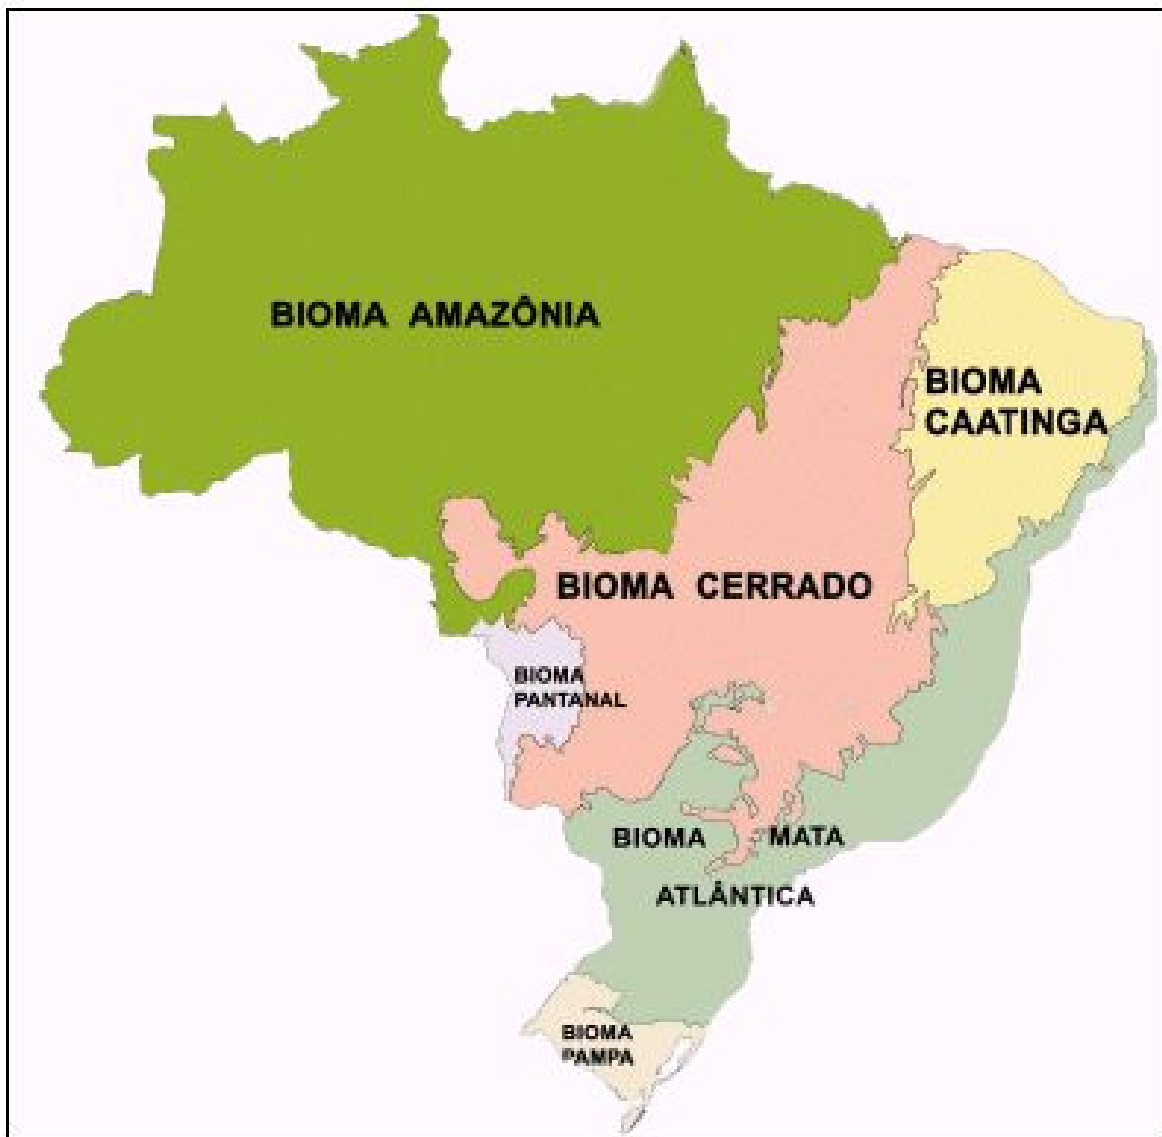 BIOMA AMAZÔNIA
BIOMA
CAATINGA
BIOMA CERRADO
BIOMA
PANTANAL
BIOMA MATA
ATLÂNTICA
BIOMA
PAMPA